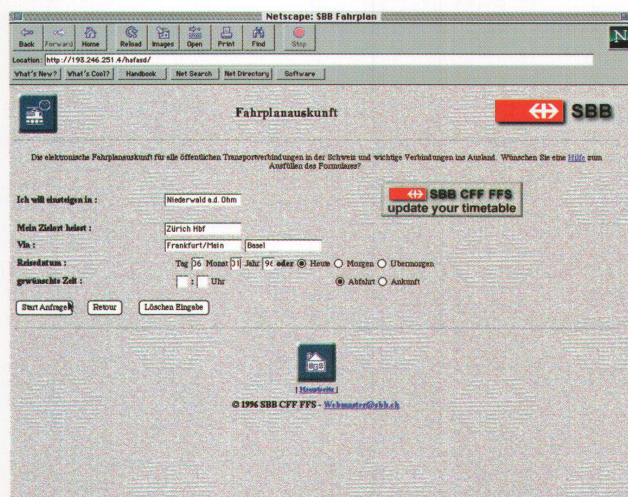 Netscape: SBB Fahrplan
Back Forward Home Reload Images Open Print Find Stop
N
Location: http://193.246.251.4/hafasd/
What's New? What's Cool? Handbook Net Search Net Directory Software
Fahrplanauskunft
SBB
Die elektronische Fahrplanauskunft für alle öffentlichen Transportverbindungen in der Schweiz und wichtige Verbindungen ins Ausland. Wünschen Sie eine Hilfe zum
Ausfüllen des Formulares?
Ich will einsteigen in : Niederwald a.d. Ohm
SBB CFF FFS
update your timetable
Mein Zielort heisst : Zürich Hbf
Via : Frankfurt/Main Basel
Reisedatum : Tag 06 Monat 01 Jahr 96 oder Heute Morgen Übermorgen
gewünschte Zeit : : Uhr Abfahrt Ankunft
Start Anfrage Retour Löschen Eingabe
[ Hauptseite ]
© 1996 SBB CFF FFS - Webmaster@sbb.ch